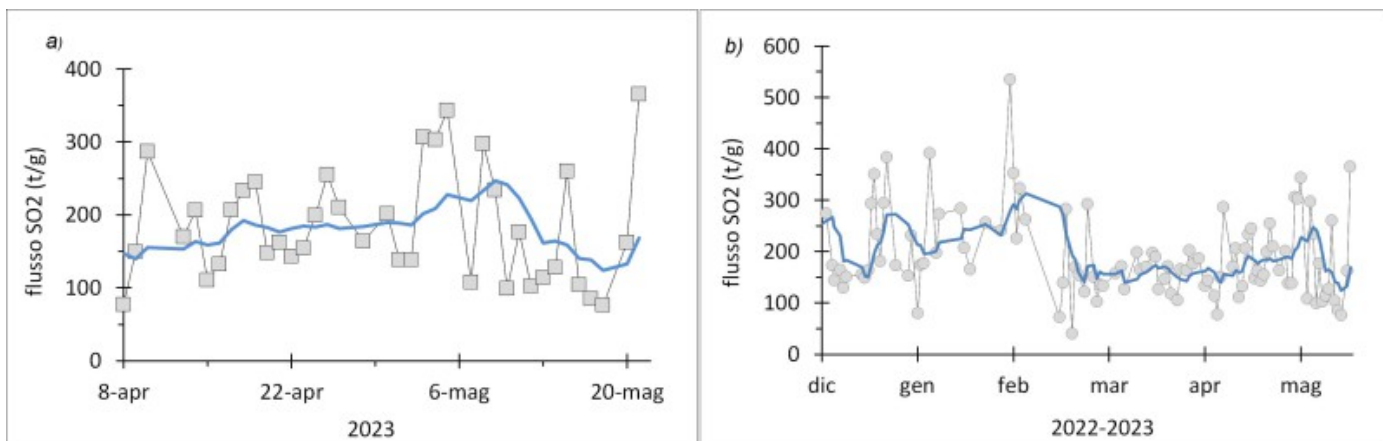 a)
flusso SO2 (t/g)
400
300
200
100
0
8-apr 22-apr 6-mag 20-mag
2023
b)
flusso SO2 (t/g)
600
500
400
300
200
100
0
dic gen feb mar apr mag
2022-2023